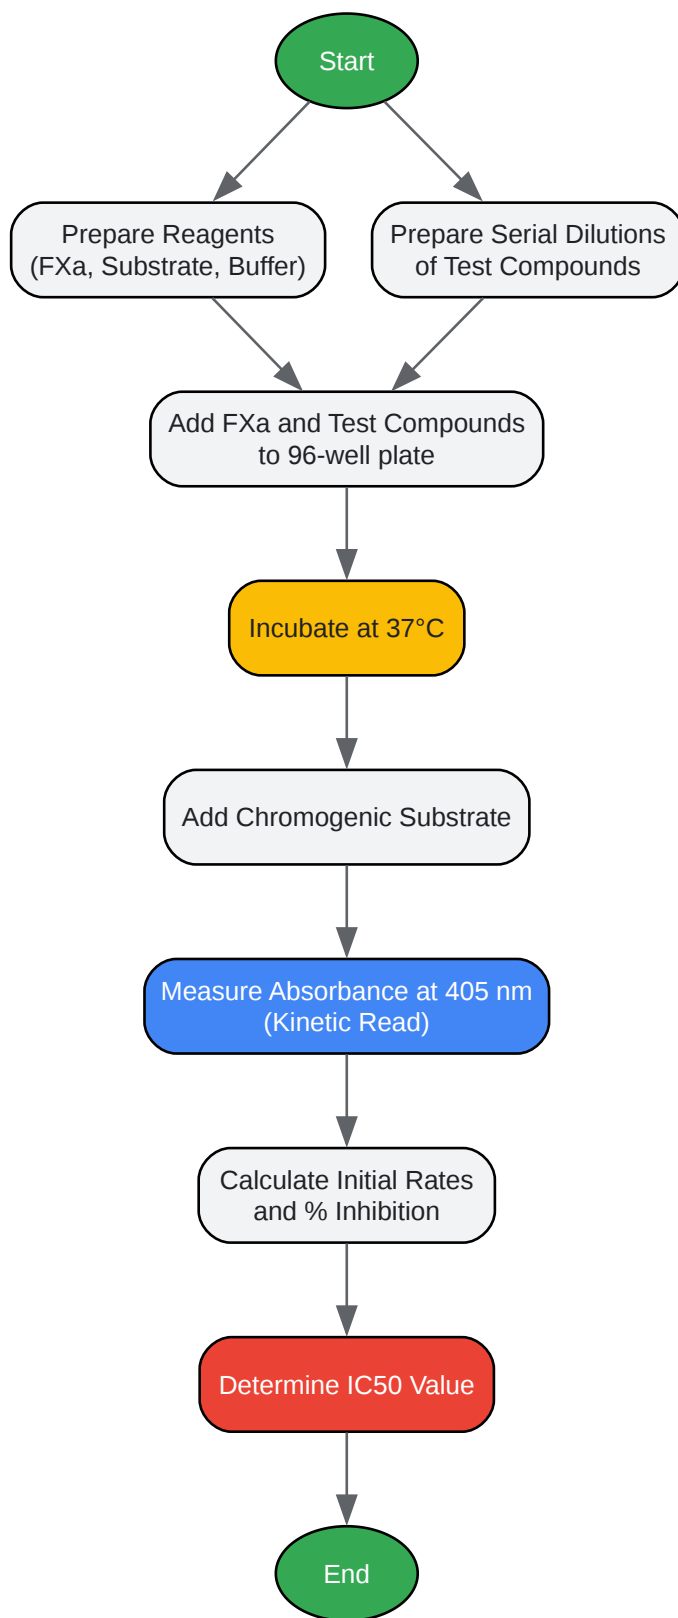 Start
Prepare Reagents
(FXa, Substrate, Buffer)
Prepare Serial Dilutions
of Test Compounds
Add FXa and Test Compounds
to 96-well plate
Incubate at 37°C
Add Chromogenic Substrate
Measure Absorbance at 405 nm
(Kinetic Read)
Calculate Initial Rates
and % Inhibition
Determine IC50 Value
End